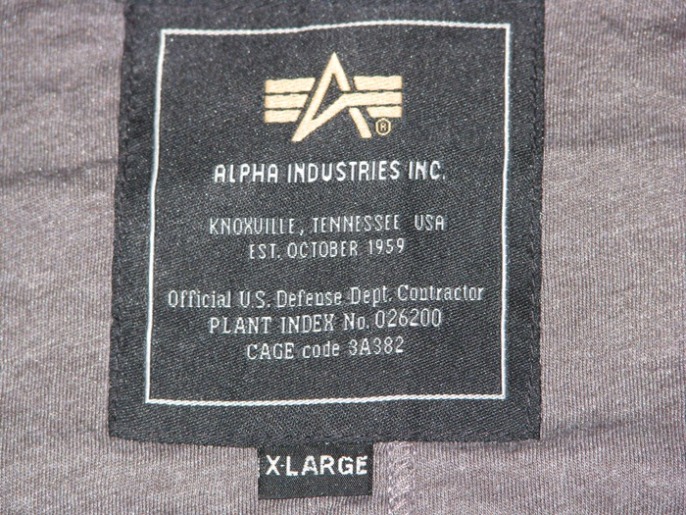 ®
ALPHA INDUSTRIES INC.
KNOXVILLE, TENNESSEE USA
EST. OCTOBER 1959
Official U.S. Defense Dept. Contractor
PLANT INDEX No. 026200
CAGE code 3A382
X-LARGE